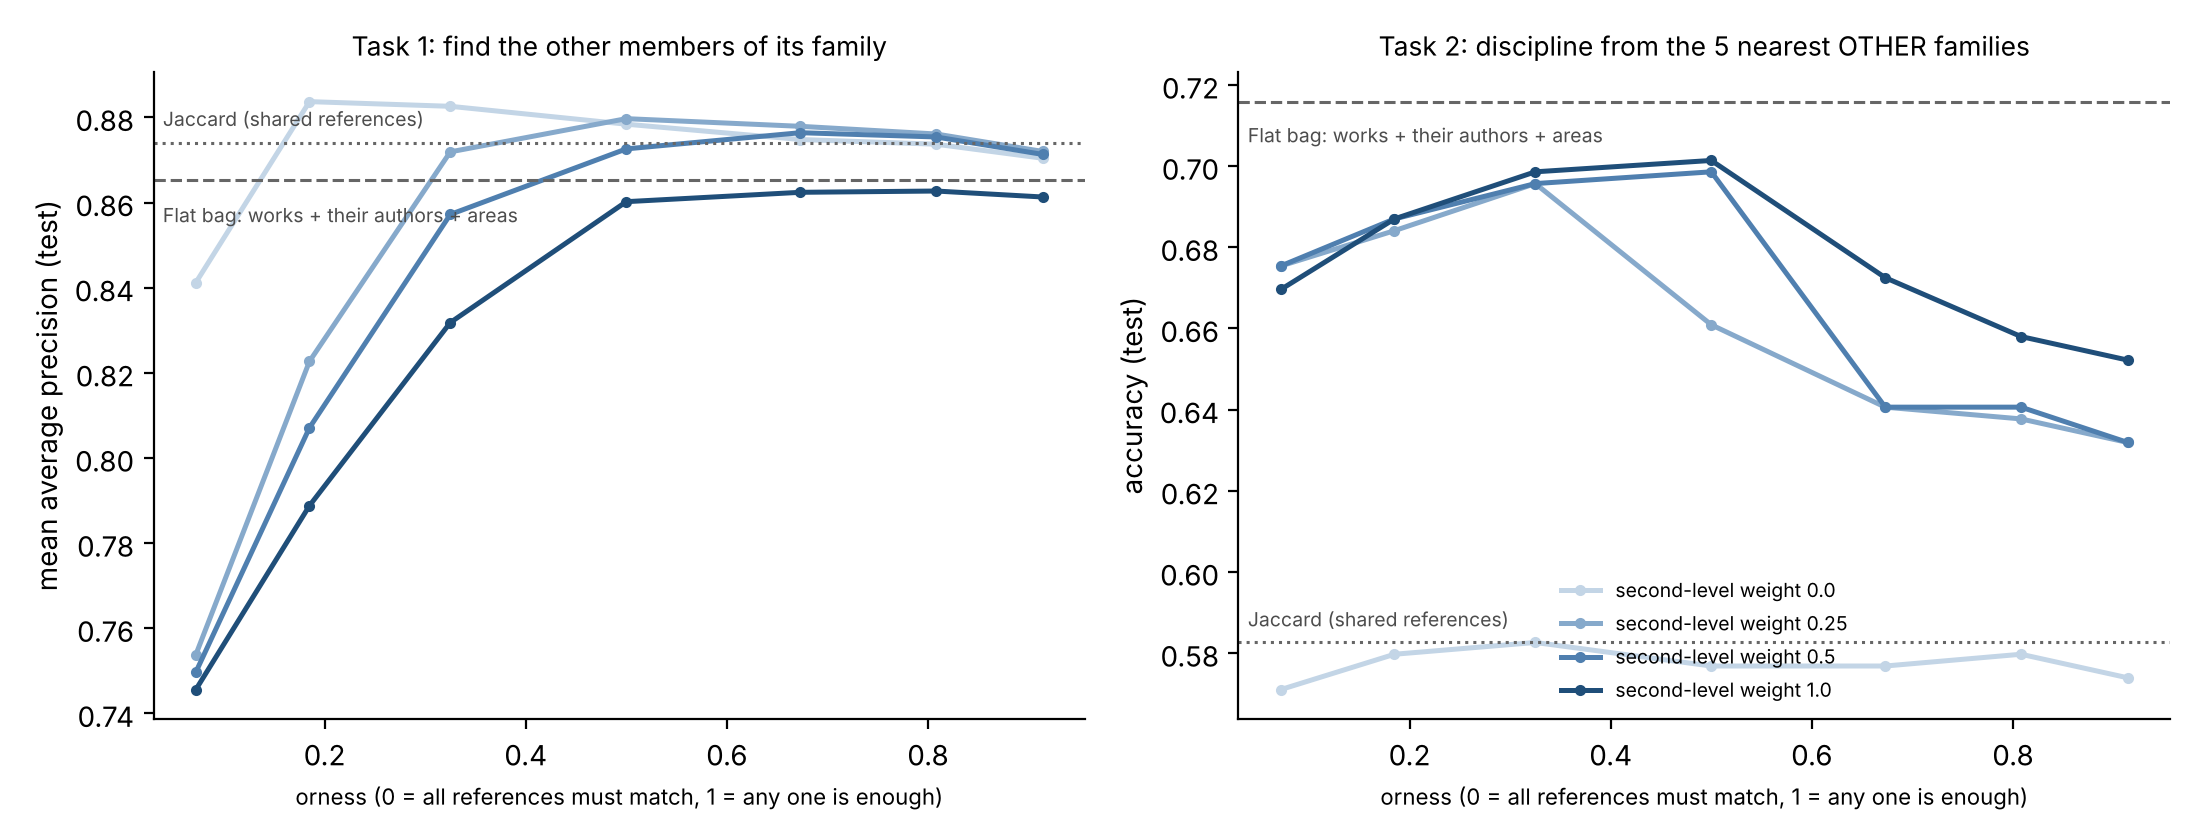 Task 1: find the other members of its family
mean average precision (test)
0.88
0.86
0.84
0.82
0.80
0.78
0.76
0.74
Jaccard (shared references)
Flat bag: works + their authors + areas
0.2
0.4
0.6
0.8
orness (0 = all references must match, 1 = any one is enough)
Task 2: discipline from the 5 nearest OTHER families
accuracy (test)
0.72
0.70
0.68
0.66
0.64
0.62
0.60
0.58
Flat bag: works + their authors + areas
Jaccard (shared references)
second-level weight 0.0
second-level weight 0.25
second-level weight 0.5
second-level weight 1.0
0.2
0.4
0.6
0.8
orness (0 = all references must match, 1 = any one is enough)